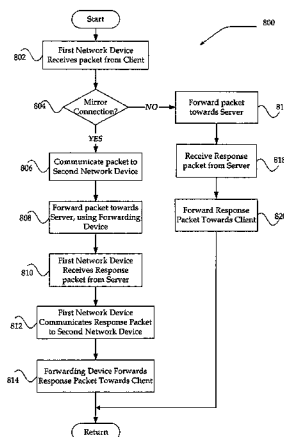 Start
800
802
First Network Device
Receives packet from Client
804
Mirror
Connection?
NO
YES
Forward packet
towards Server
81
806
Communicate packet to
Second Network Device
Receive Response
packet from Server
818
808
Forward packet towards
Server, using Forwarding
Device
Forward Response
Packet Towards Client
820
810
First Network Device
Receives Response
packet from Server
812
First Network Device
Communicates Response Packet
to Second Network Device
814
Forwarding Device Forwards
Response Packet Towards Client
Return